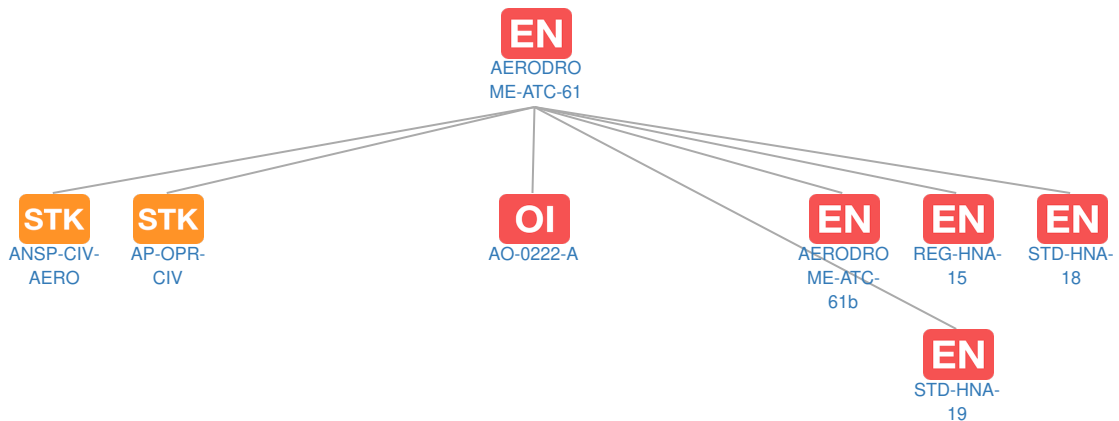 EN
AERODRO
ME-ATC-61
STK
ANSP-CIV-
AERO
STK
AP-OPR-
CIV
OI
AO-0222-A
EN
AERODRO
ME-ATC-
61b
EN
REG-HNA-
15
EN
STD-HNA-
18
EN
STD-HNA-
19